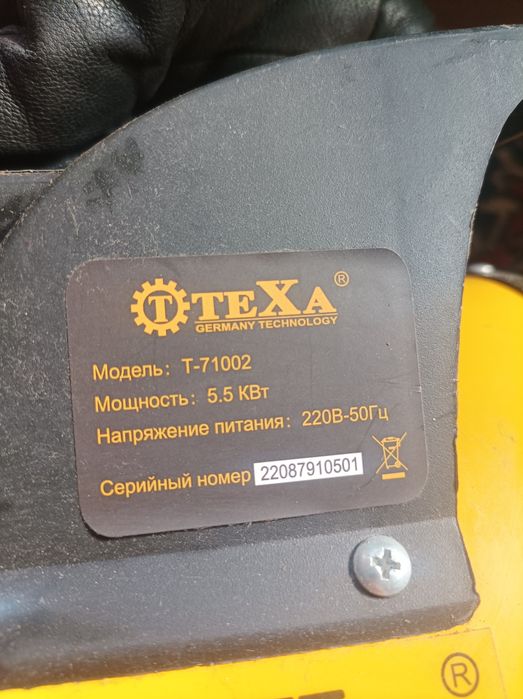 T TEXA ®
GERMANY TECHNOLOGY
Модель: T-71002
Мощность: 5.5 КВт
Напряжение питания: 220В-50Гц
Серийный номер 22087910501
®